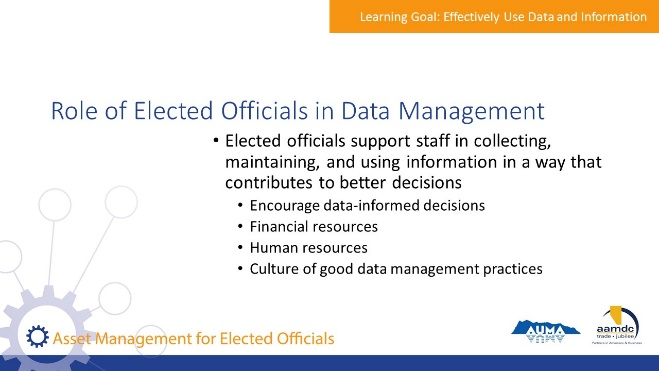 Learning Goal: Effectively Use Data and Information
Role of Elected Officials in Data Management
• Elected officials support staff in collecting,
maintaining, and using information in a way that
contributes to better decisions
• Encourage data-informed decisions
• Financial resources
• Human resources
• Culture of good data management practices
Asset Management for Elected Officials
AUMA
aamdc
trade • jubilee